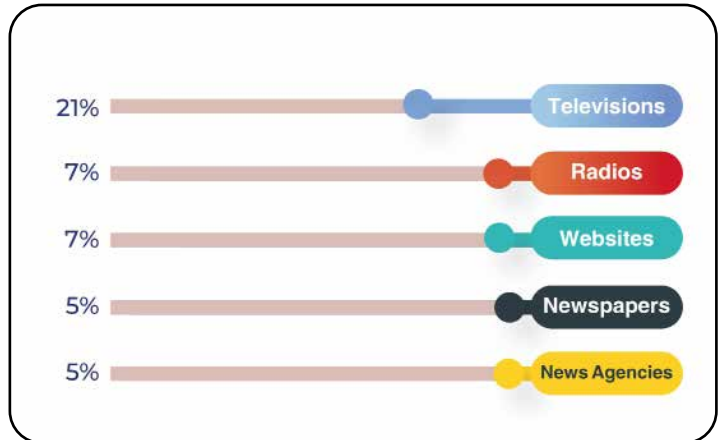 21% Televisions
7% Radios
7% Websites
5% Newspapers
5% News Agencies